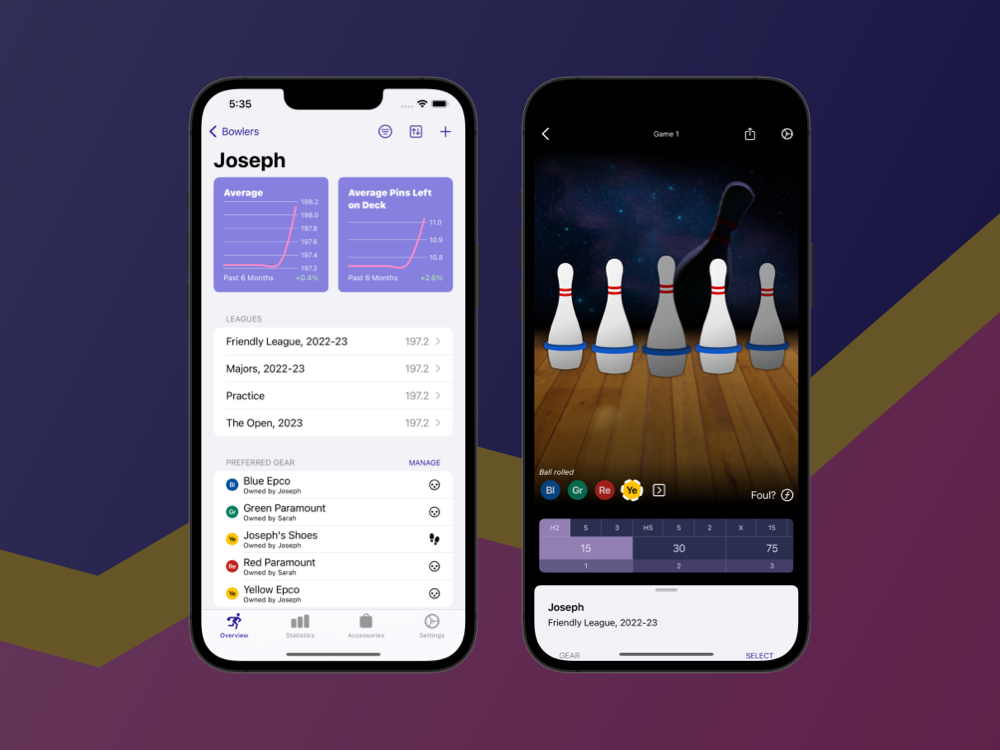 5:35
Bowlers
Joseph
Average
198.2
198.0
197.8
197.6
197.4
197.2
Past 6 Months +0.4%
Average Pins Left
on Deck
11.0
10.9
10.8
Past 6 Months +2.6%
LEAGUES
Friendly League, 2022-23 197.2
Majors, 2022-23 197.2
Practice 197.2
The Open, 2023 197.2
PREFERRED GEAR MANAGE
Bl Blue Epco
Owned by Joseph
Gr Green Paramount
Owned by Sarah
Ye Joseph's Shoes
Owned by Joseph
Re Red Paramount
Owned by Sarah
Ye Yellow Epco
Owned by Joseph
Overview Statistics Accessories Settings
Game 1
Ball rolled
Bl Gr Re Ye
Foul?
H2 5 3 HS 5 2 X 15
15 30 75
1 2 3
Joseph
Friendly League, 2022-23
GEAR SELECT